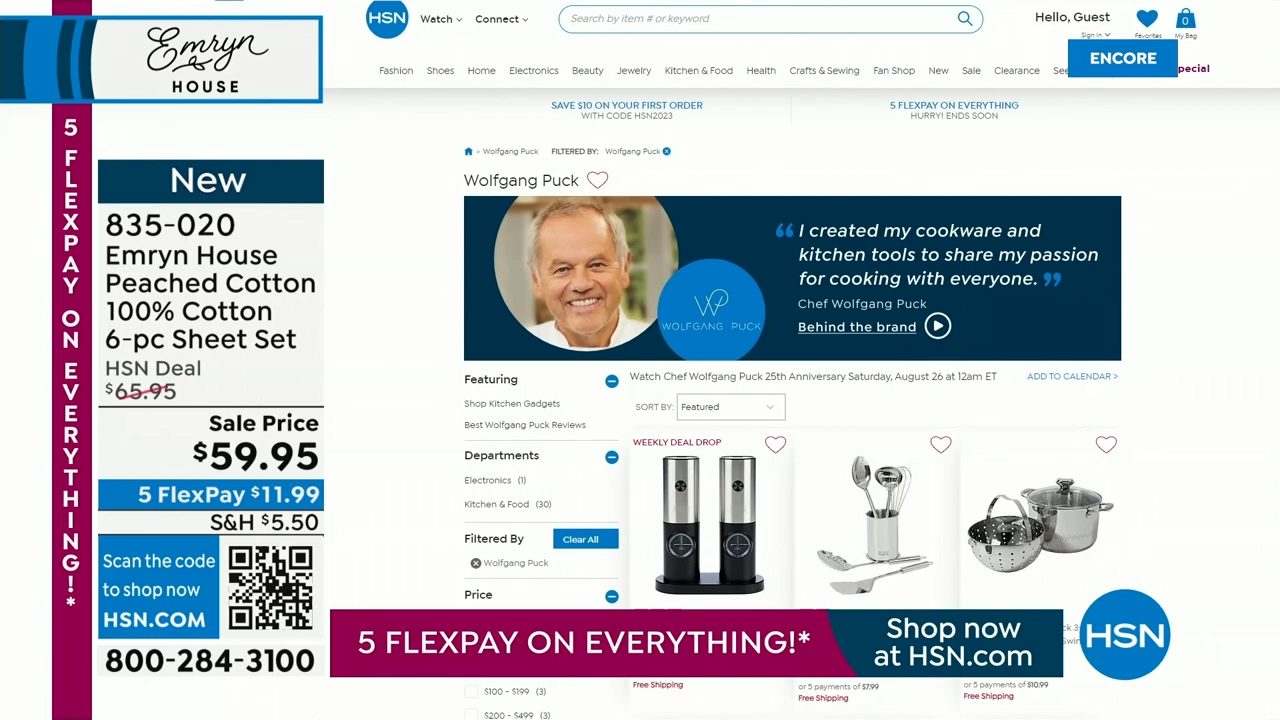 Emryn
HOUSE
5 FLEXPAY ON EVERYTHING!*
New
835-020
Emryn House
Peached Cotton
100% Cotton
6-pc Sheet Set
HSN Deal
$65.95
Sale Price
$59.95
5 FlexPay $11.99
S&H $5.50
Scan the code
to shop now
HSN.COM
800-284-3100
HSN
Watch
Connect
Search by item # or keyword
Hello, Guest
Sign In
Favorites
0
My Bag
ENCORE
Fashion Shoes Home Electronics Beauty Jewelry Kitchen & Food Health Crafts & Sewing Fan Shop New Sale Clearance See pecial
SAVE $10 ON YOUR FIRST ORDER
WITH CODE HSN2023
5 FLEXPAY ON EVERYTHING
HURRY! ENDS SOON
> Wolfgang Puck FILTERED BY: Wolfgang Puck
Wolfgang Puck
WP
WOLFGANG PUCK
“ I created my cookware and
kitchen tools to share my passion
for cooking with everyone. ”
Chef Wolfgang Puck
Behind the brand
Featuring
Shop Kitchen Gadgets
Best Wolfgang Puck Reviews
Departments
Electronics (1)
Kitchen & Food (30)
Filtered By
Clear All
Wolfgang Puck
Price
$100 - $199 (3)
$200 - $499 (3)
Watch Chef Wolfgang Puck 25th Anniversary Saturday, August 26 at 12am ET
ADD TO CALENDAR >
SORT BY: Featured
WEEKLY DEAL DROP
Free Shipping
or 5 payments of $7.99
Free Shipping
or 5 payments of $10.99
Free Shipping
5 FLEXPAY ON EVERYTHING!*
Shop now
at HSN.com
HSN